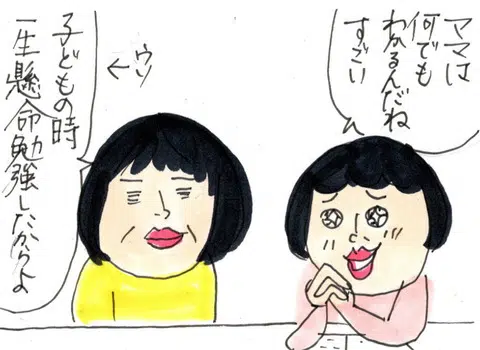 ママは
何でも
わかるんだね
すごい
ウソ
子どもの時
一生懸命勉強したからよ